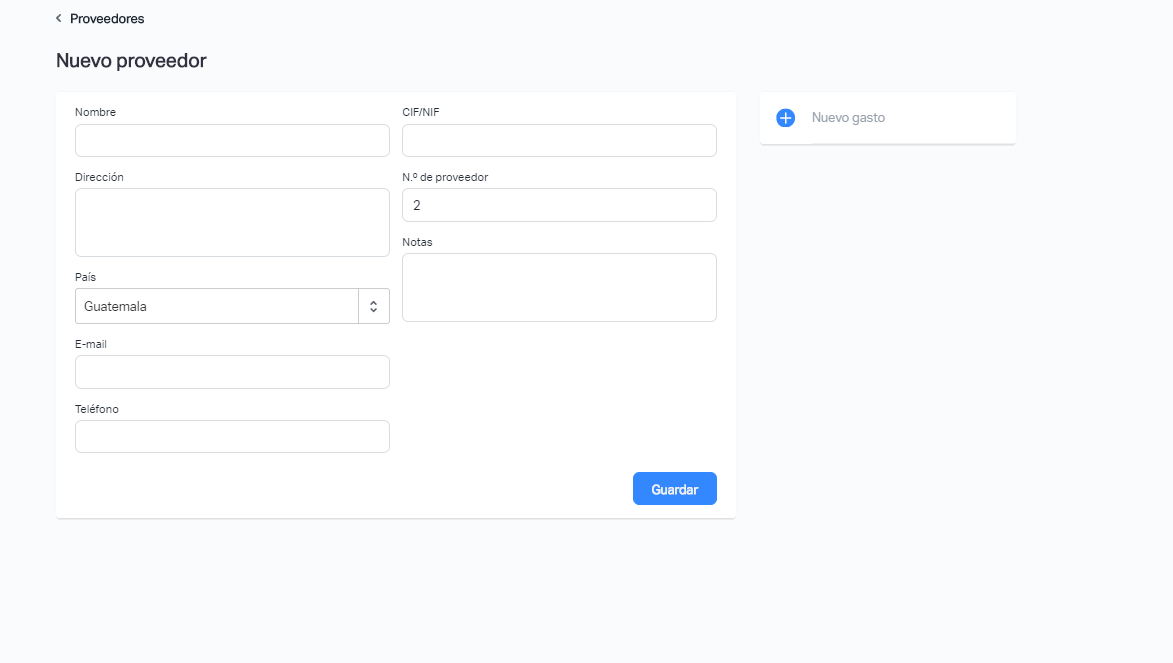 Proveedores
Nuevo proveedor
Nombre
CIF/NIF
Dirección
N.º de proveedor
2
Notas
País
Guatemala
E-mail
Teléfono
Guardar
Nuevo gasto